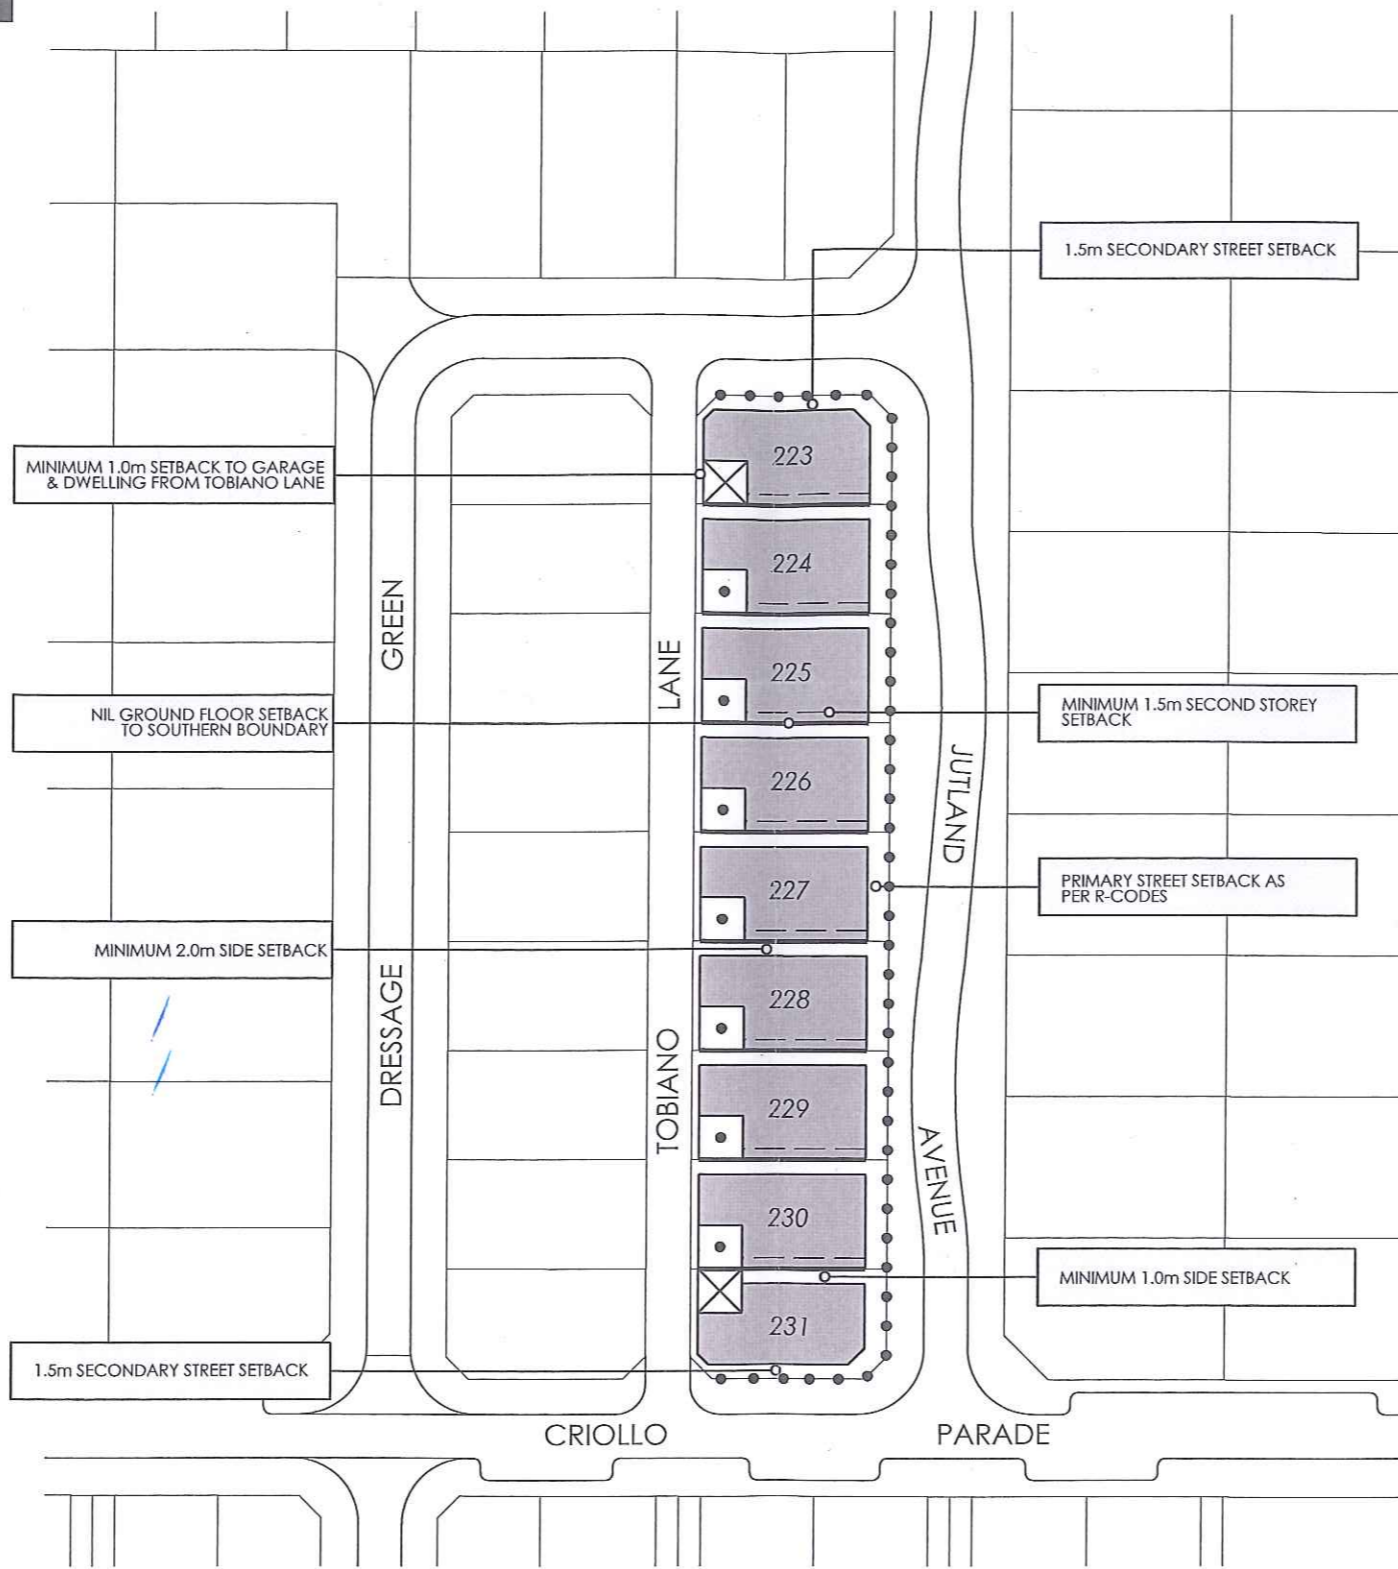 1.5m SECONDARY STREET SETBACK
223
MINIMUM 1.0m SETBACK TO GARAGE
& DWELLING FROM TOBIANO LANE
224
GREEN
LANE
225
NIL GROUND FLOOR SETBACK
TO SOUTHERN BOUNDARY
MINIMUM 1.5m SECOND STOREY
SETBACK
226
JUTLAND
227
PRIMARY STREET SETBACK AS
PER R-CODES
MINIMUM 2.0m SIDE SETBACK
228
DRESSAGE
TOBIANO
229
AVENUE
230
MINIMUM 1.0m SIDE SETBACK
231
1.5m SECONDARY STREET SETBACK
CRIOLLO
PARADE